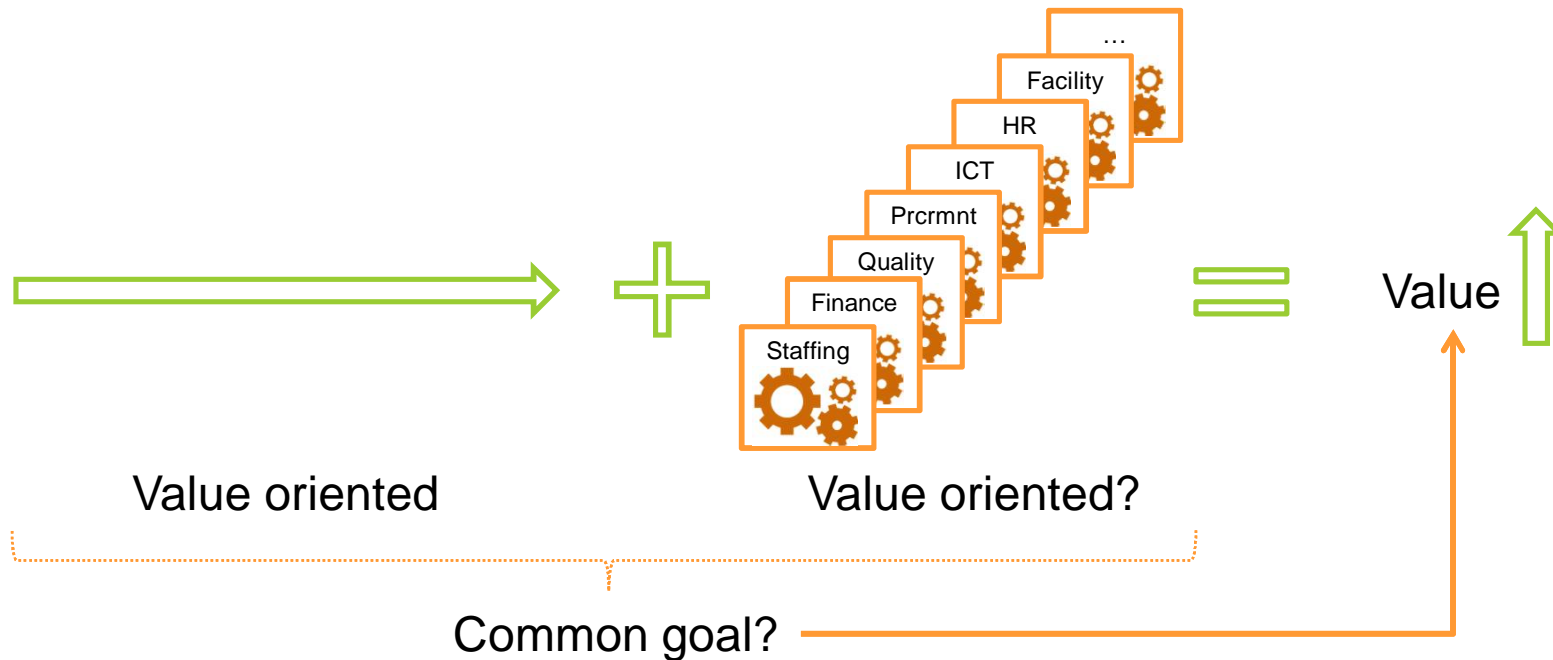 …
Facility
HR
ICT
Prcrmnt
Quality
Finance
Staffing
Value
Value oriented
Value oriented?
Common goal?